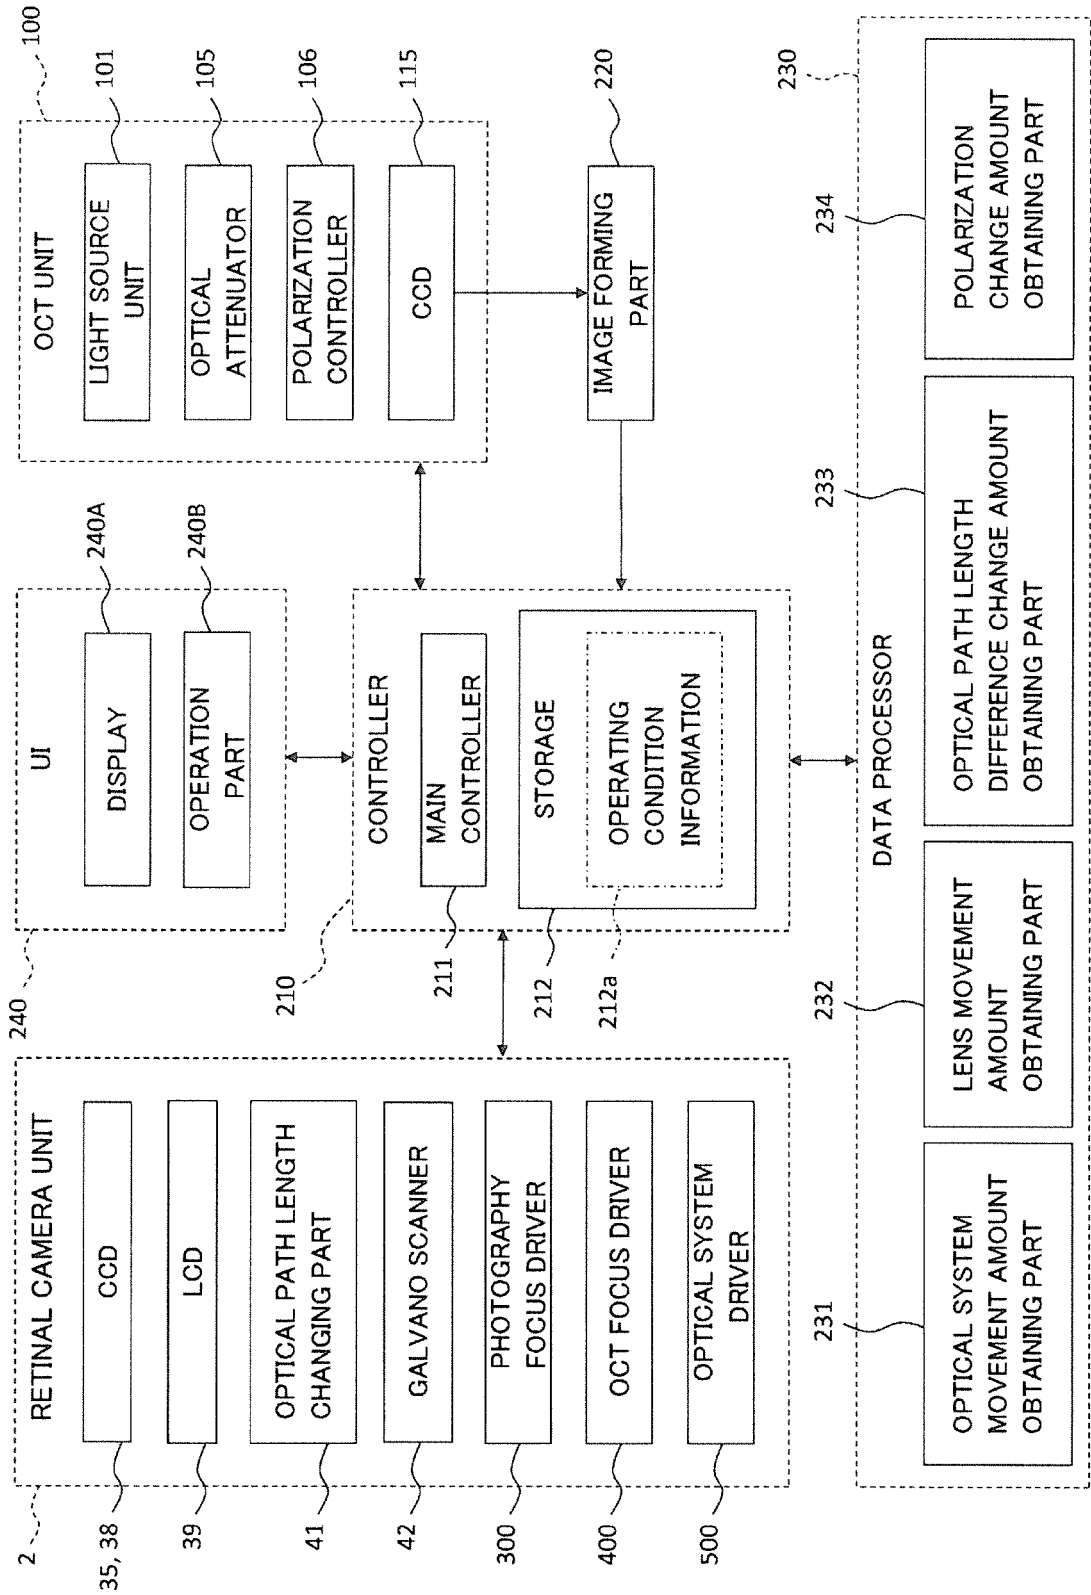 RETINAL CAMERA UNIT
2
CCD
35, 38
LCD
39
OPTICAL PATH LENGTH
CHANGING PART
41
GALVANO SCANNER
42
PHOTOGRAPHY
FOCUS DRIVER
300
OCT FOCUS DRIVER
400
OPTICAL SYSTEM
DRIVER
500
UI
240
DISPLAY
240A
OPERATION
PART
240B
CONTROLLER
210
MAIN
CONTROLLER
211
STORAGE
212
OPERATING
CONDITION
INFORMATION
212a
OCT UNIT
100
LIGHT SOURCE
UNIT
101
OPTICAL
ATTENUATOR
105
POLARIZATION
CONTROLLER
106
CCD
115
IMAGE FORMING
PART
220
DATA PROCESSOR
230
OPTICAL SYSTEM
MOVEMENT AMOUNT
OBTAINING PART
231
LENS MOVEMENT
AMOUNT
OBTAINING PART
232
OPTICAL PATH LENGTH
DIFFERENCE CHANGE AMOUNT
OBTAINING PART
233
POLARIZATION
CHANGE AMOUNT
OBTAINING PART
234